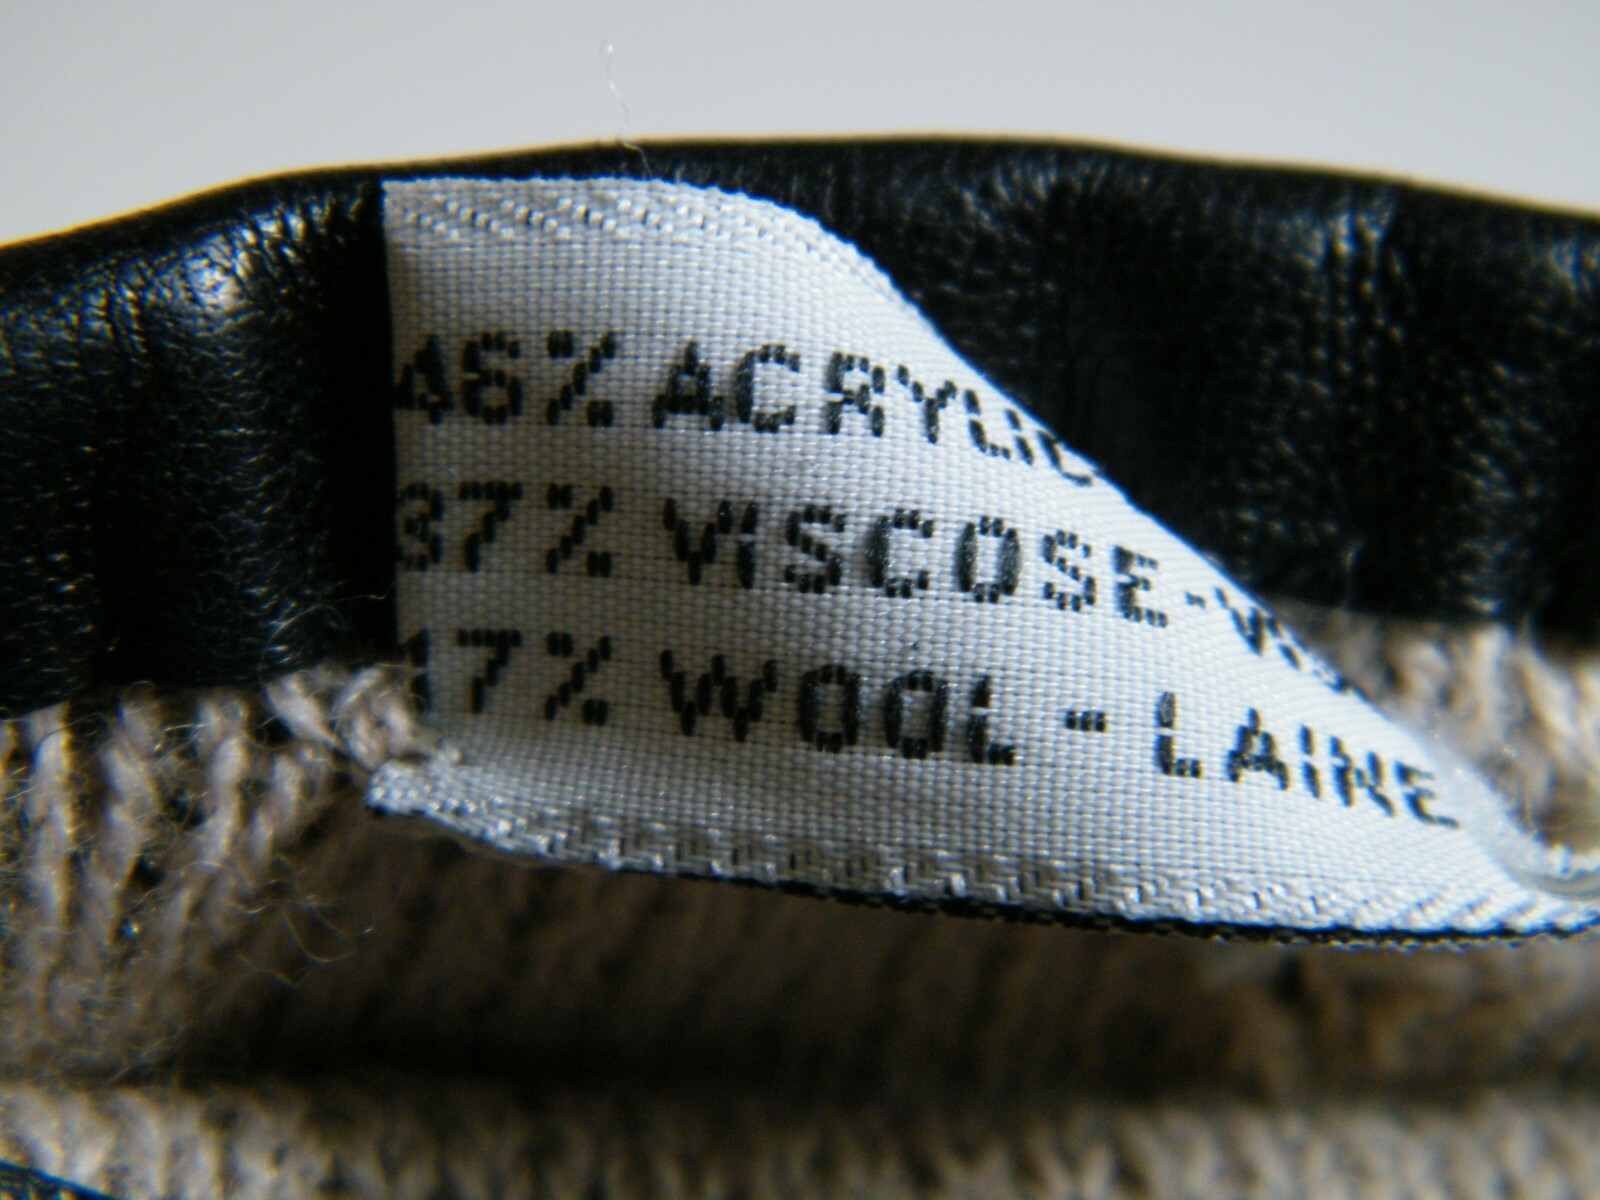 46% ACRYLIC
37% VISCOSE-
17% WOOL - LAINE